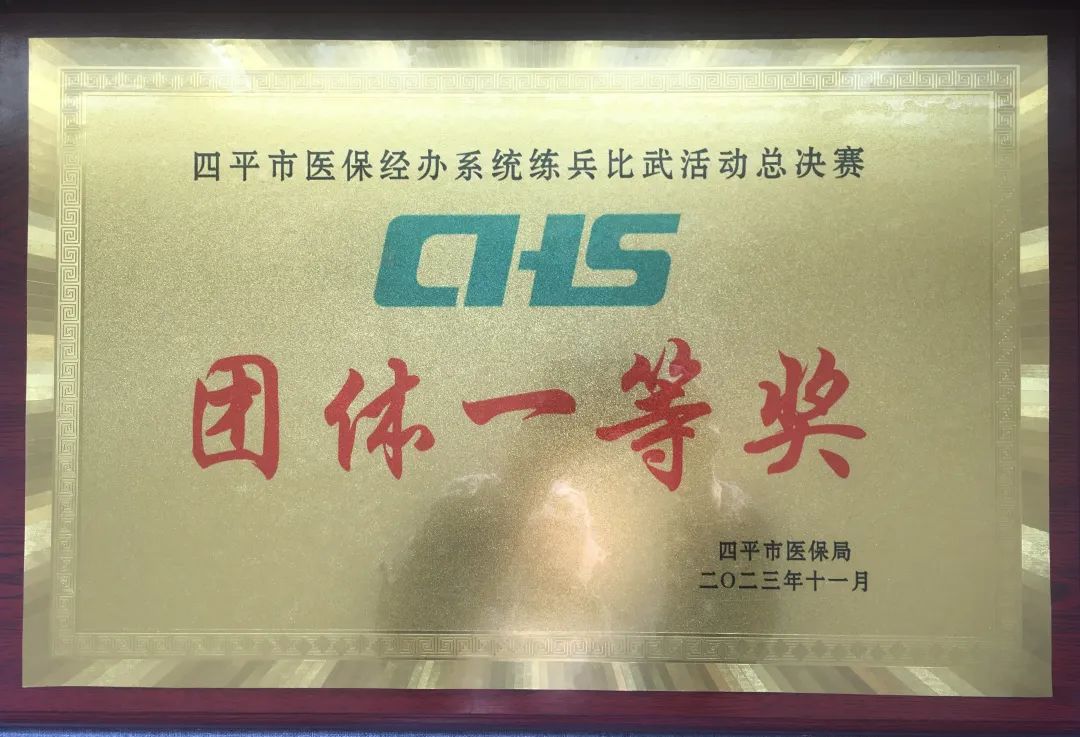 四平市医保经办系统练兵比武活动总决赛
CHS
团体一等奖
四平市医保局
二〇二三年十一月